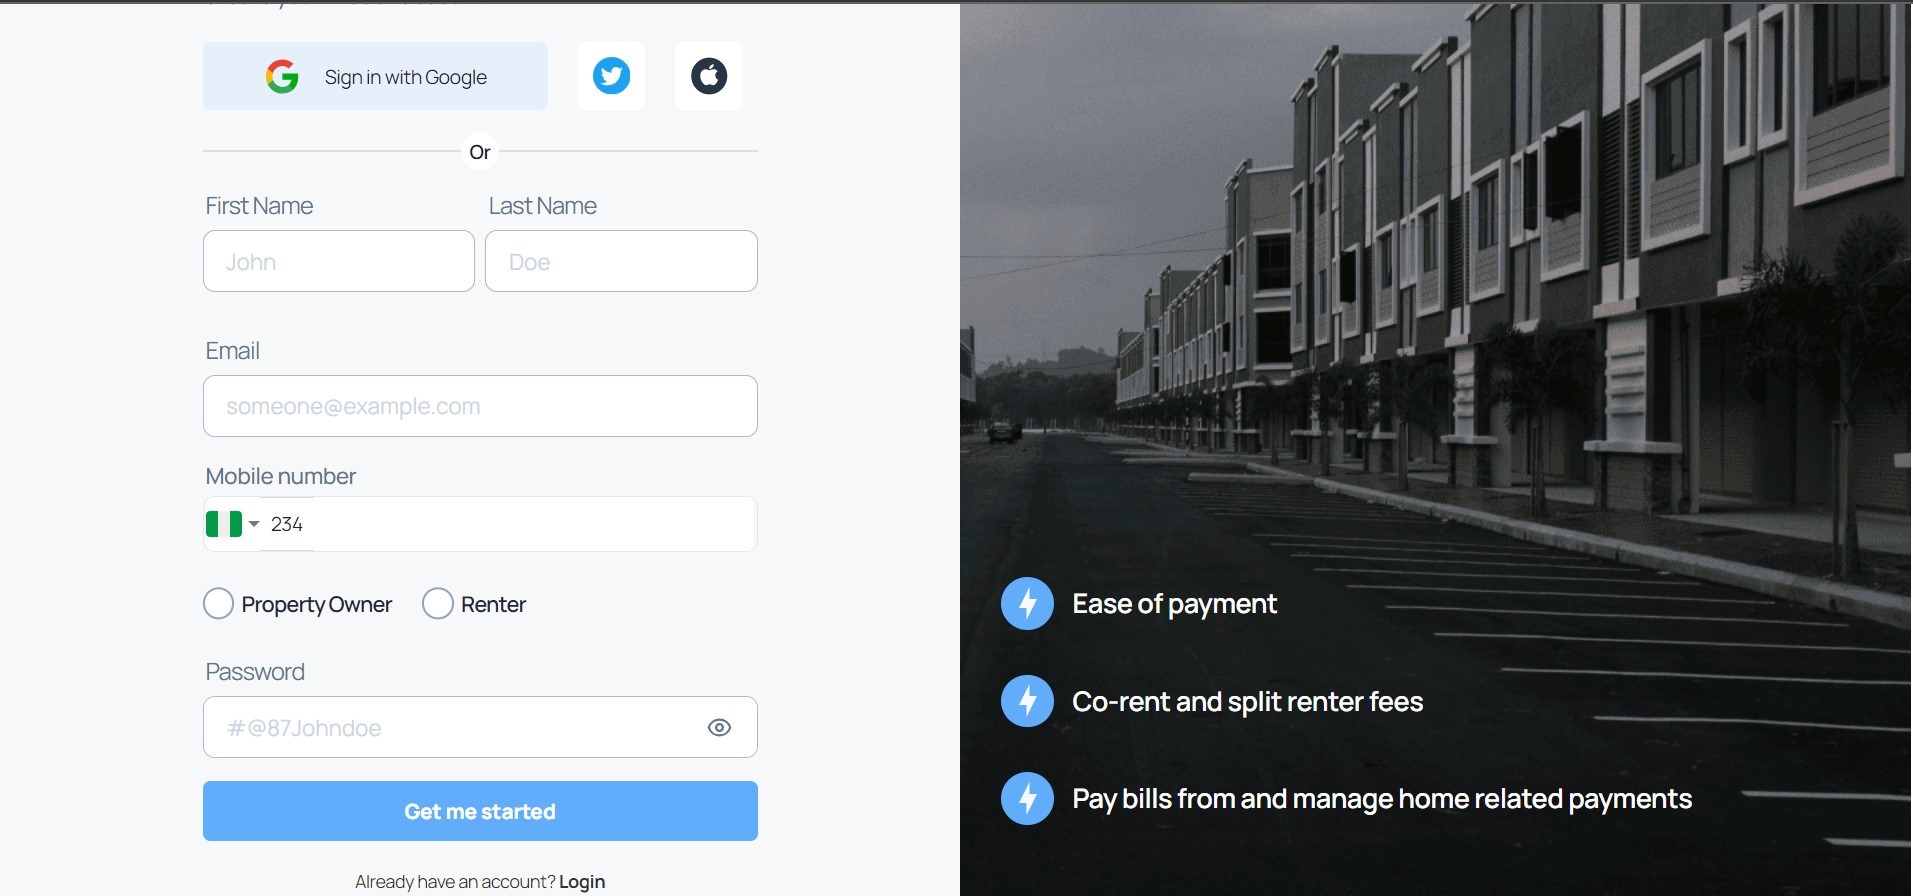 Sign in with Google
Or
First Name Last Name
John Doe
Email
someone@example.com
Mobile number
234
Property Owner Renter
Password
#@87Johndoe
Get me started
Already have an account? Login
Ease of payment
Co-rent and split renter fees
Pay bills from and manage home related payments